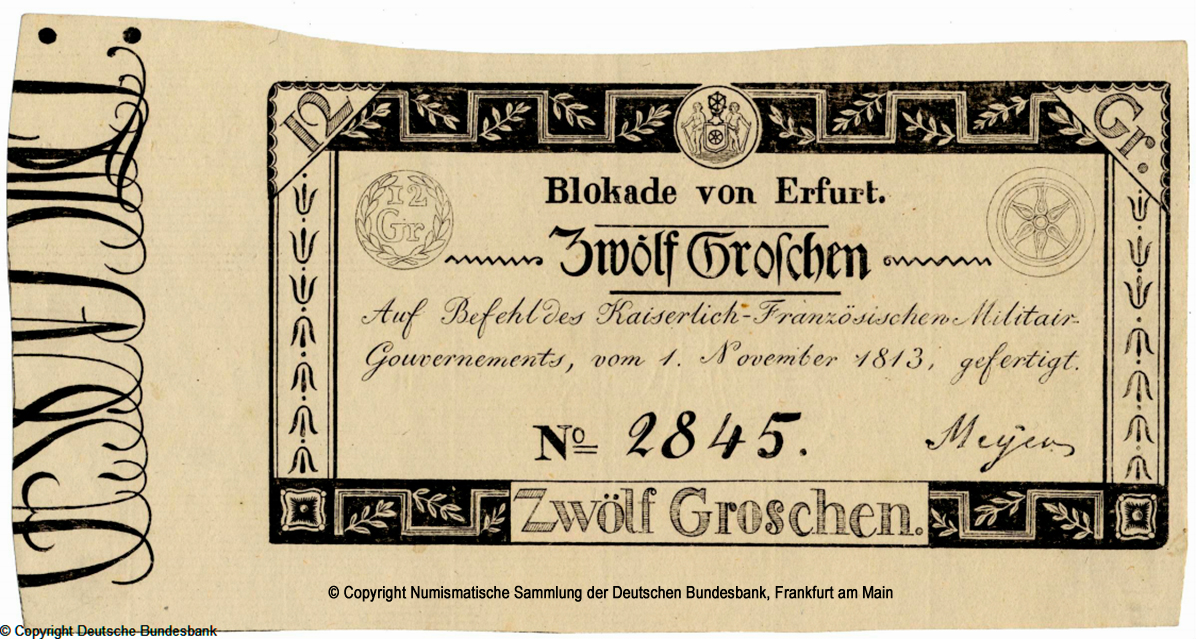 12
Gr.
Blokade von Erfurt.
12
Gr
Zwölf Groſchen
Auf Befehl des Kaiserlich-Französischen Militair-
Gouvernements, vom 1. November 1813, gefertigt.
No 2845.
Meyer
Zwölf Groschen.
© Copyright Numismatische Sammlung der Deutschen Bundesbank, Frankfurt am Main
© Copyright Deutsche Bundesbank